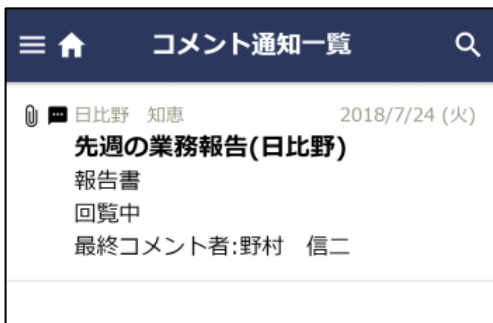 コメント通知一覧
日比野　知恵 2018/7/24 (火)
先週の業務報告(日比野)
報告書
回覧中
最終コメント者:野村　信二